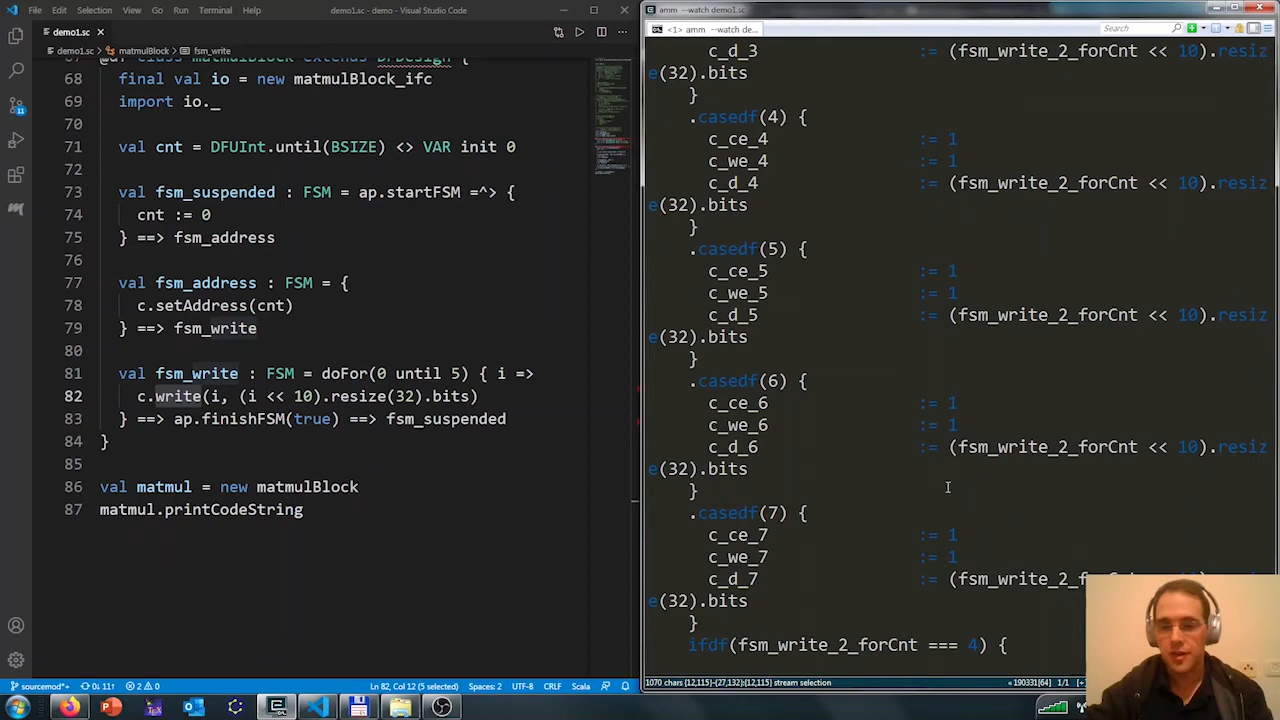 File Edit Selection View Go Run Terminal Help demo1.sc - demo - Visual Studio Code
demo1.sc
demo1.sc > matmulBlock > fsm_write
67 @df class matmulBlock extends DFDesign {
68 final val io = new matmulBlock_ifc
69 import io._
70
71 val cnt = DFUInt.until(BSIZE) <> VAR init 0
72
73 val fsm_suspended : FSM = ap.startFSM =^> {
74 cnt := 0
75 } ==> fsm_address
76
77 val fsm_address : FSM = {
78 c.setAddress(cnt)
79 } ==> fsm_write
80
81 val fsm_write : FSM = doFor(0 until 5) { i =>
82 c.write(i, (i << 10).resize(32).bits)
83 } ==> ap.finishFSM(true) ==> fsm_suspended
84 }
85
86 val matmul = new matmulBlock
87 matmul.printCodeString
11
sourcemod*+ 0↓ 11↑ 2 0 Ln 82, Col 12 (5 selected) Spaces: 2 UTF-8 CRLF Scala
amm --watch demo1.sc
<1> amm --watch de... Search
c_d_3 := (fsm_write_2_forCnt << 10).resiz
e(32).bits
}
.casedf(4) {
c_ce_4 := 1
c_we_4 := 1
c_d_4 := (fsm_write_2_forCnt << 10).resiz
e(32).bits
}
.casedf(5) {
c_ce_5 := 1
c_we_5 := 1
c_d_5 := (fsm_write_2_forCnt << 10).resiz
e(32).bits
}
.casedf(6) {
c_ce_6 := 1
c_we_6 := 1
c_d_6 := (fsm_write_2_forCnt << 10).resiz
e(32).bits
}
.casedf(7) {
c_ce_7 := 1
c_we_7 := 1
c_d_7 := (fsm_write_2_
e(32).bits
}
ifdf(fsm_write_2_forCnt === 4) {
1070 chars {12,115}-{27,132}:{12,115} stream selection « 190331[64] 1/1